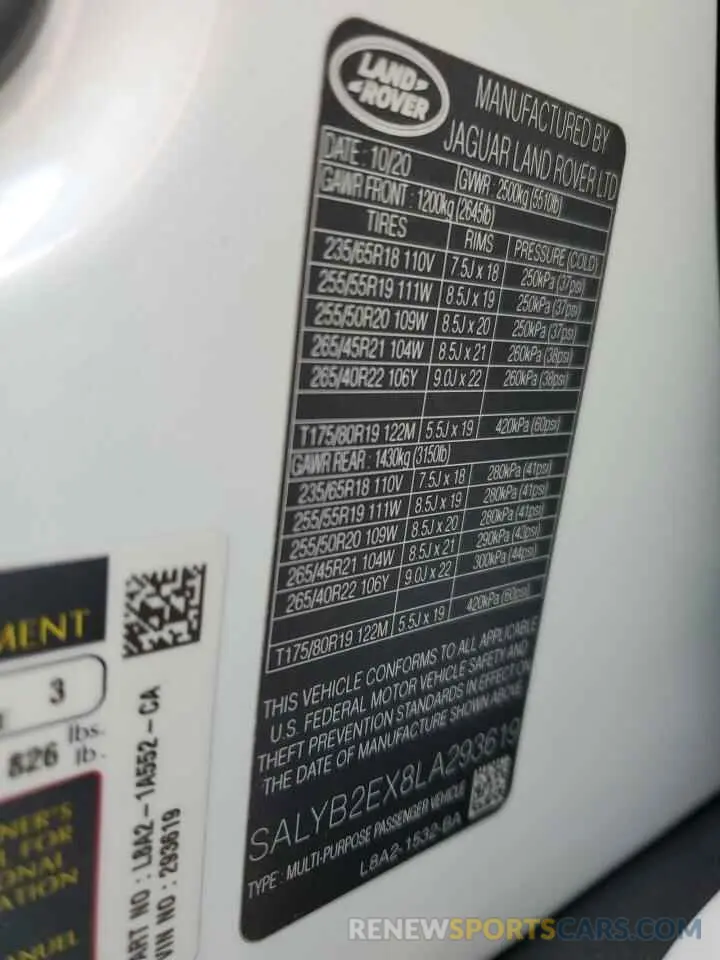 LAND
ROVER
MANUFACTURED BY
JAGUAR LAND ROVER LTD
DATE: 10/20
GVWR: 2500kg (5510lb)
GAWR FRONT: 1200kg (2645lb)
TIRES RIMS PRESSURE (COLD)
235/65R18 110V 7.5J x 18 250kPa (37psi)
255/55R19 111W 8.5J x 19 250kPa (37psi)
255/50R20 109W 8.5J x 20 250kPa (37psi)
265/45R21 104W 8.5J x 21 260kPa (38psi)
265/40R22 106Y 9.0J x 22 260kPa (38psi)
T175/80R19 122M 5.5J x 19 420kPa (60psi)
GAWR REAR: 1430kg (3150lb)
235/65R18 110V 7.5J x 18 280kPa (41psi)
255/55R19 111W 8.5J x 19 280kPa (41psi)
255/50R20 109W 8.5J x 20 280kPa (41psi)
265/45R21 104W 8.5J x 21 290kPa (43psi)
265/40R22 106Y 9.0J x 22 300kPa (44psi)
T175/80R19 122M 5.5J x 19 420kPa (60psi)
THIS VEHICLE CONFORMS TO ALL APPLICABLE
U.S. FEDERAL MOTOR VEHICLE SAFETY AND
THEFT PREVENTION STANDARDS IN EFFECT ON
THE DATE OF MANUFACTURE SHOWN ABOVE
SALYB2EX8LA293619
TYPE: MULTI-PURPOSE PASSENGER VEHICLE
L8A2-1532-BA
MENT
3
826 lbs.
lb.
NER'S
L FOR
ONAL
ATION
ANUEL
PART NO: L8A2-1A552-CA
VIN NO: 293619
RENEWSPORTSCARS.COM